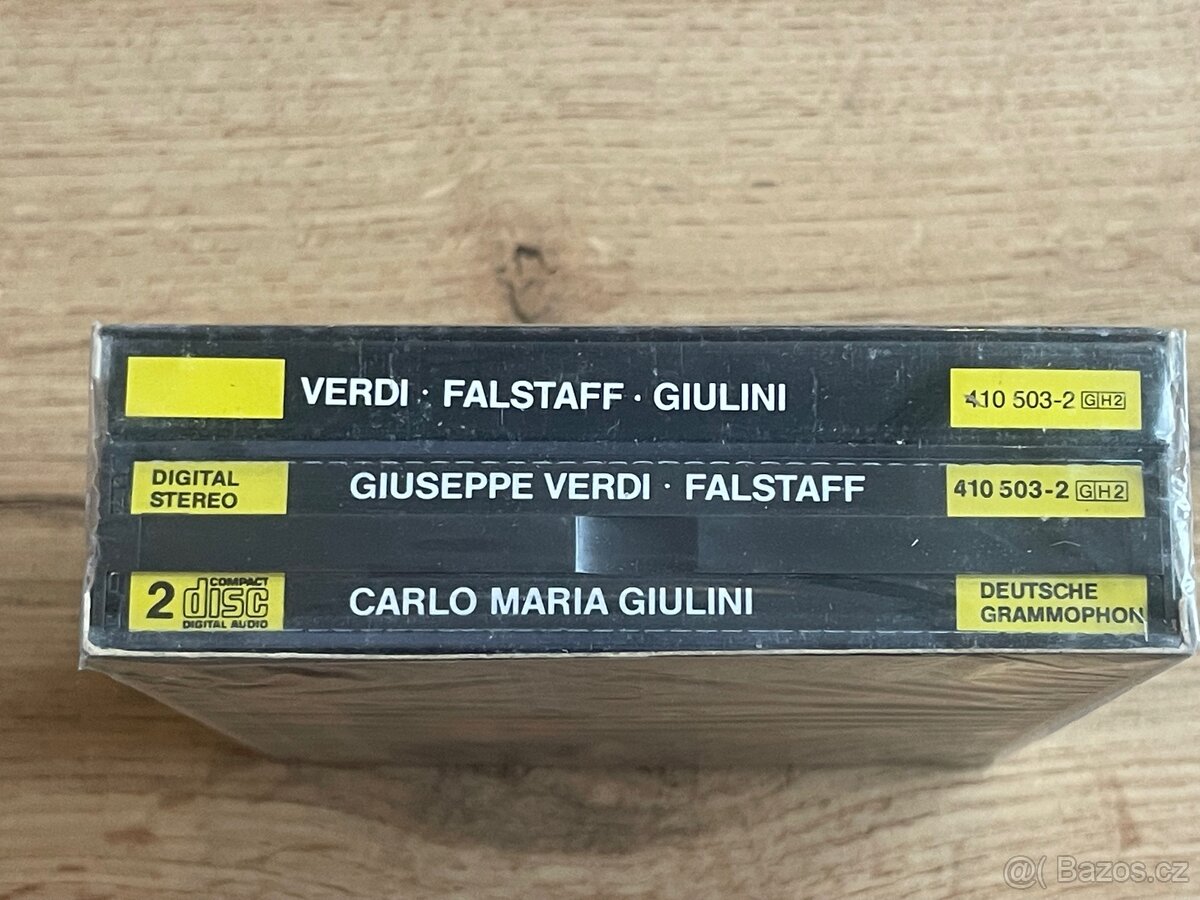 VERDI · FALSTAFF · GIULINI 410 503-2 GH2
DIGITAL
STEREO
GIUSEPPE VERDI · FALSTAFF
410 503-2 GH2
2 COMPACT
disc
DIGITAL AUDIO
CARLO MARIA GIULINI
DEUTSCHE
GRAMMOPHON
@( Bazos.cz